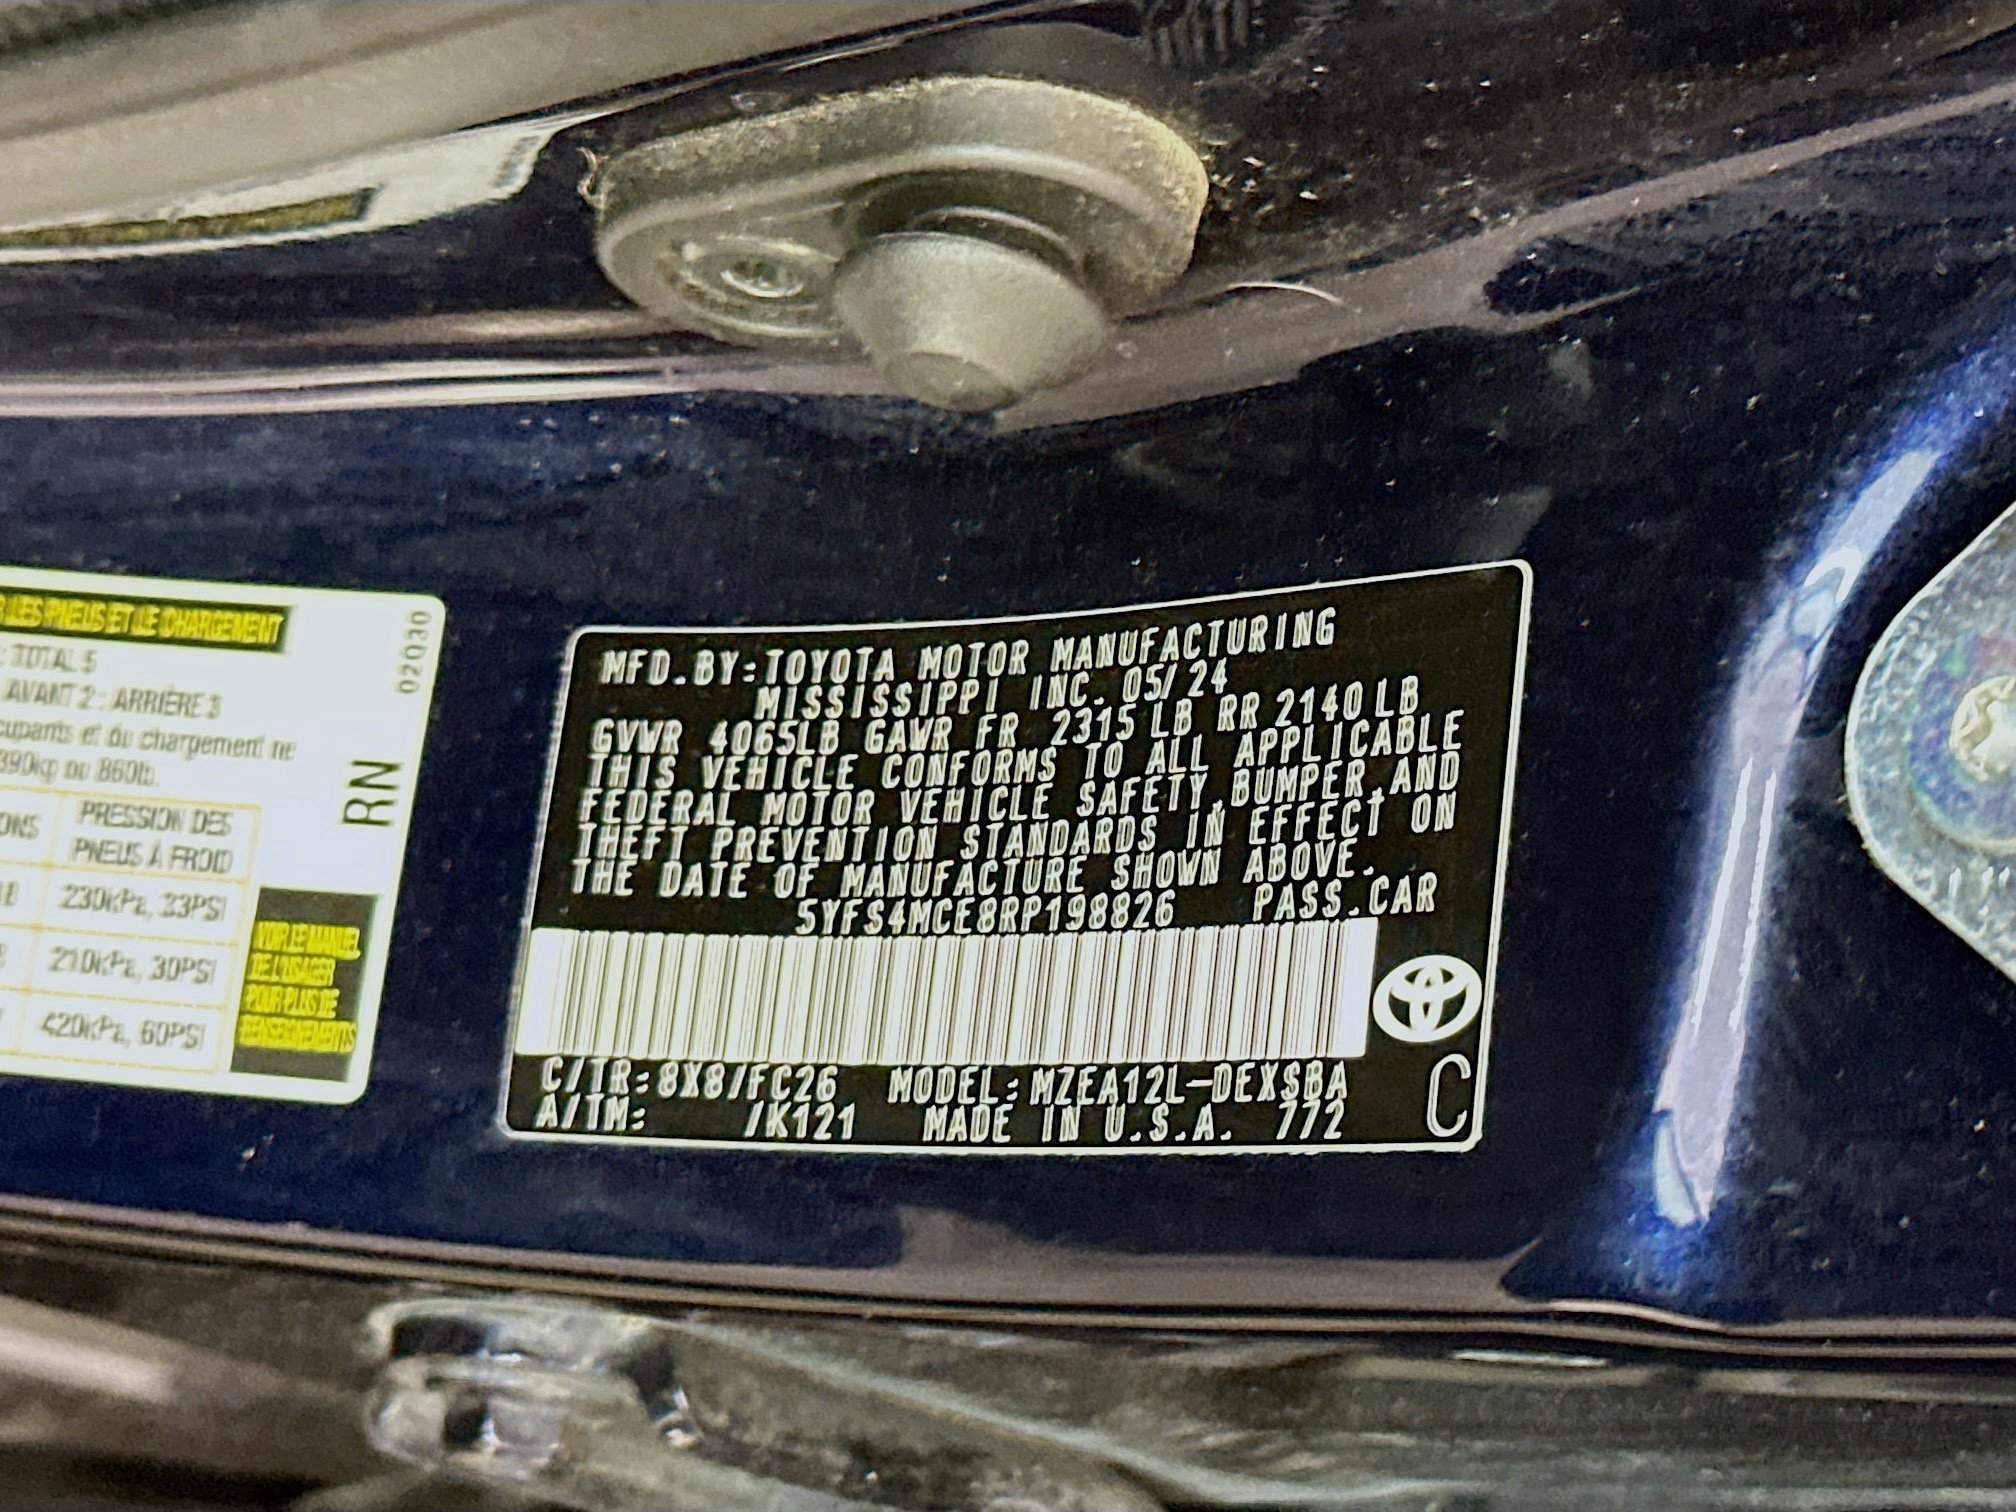 LES PNEUS ET LE CHARGEMENT
TOTAL 5
AVANT 2 : ARRIÈRE 3
et du chargement ne
390kg ou 860lb.
PRESSION DES
PNEUS À FROID
230kPa, 33PSI
210kPa, 30PSI
420kPa, 60PSI
VOIR LE MANUEL
DE L'USAGER
POUR PLUS DE
RENSEIGNEMENTS
02Q30
RN
MFD.BY:TOYOTA MOTOR MANUFACTURING
MISSISSIPPI INC. 05/24
GVWR 4065LB GAWR FR 2315 LB RR 2140 LB
THIS VEHICLE CONFORMS TO ALL APPLICABLE
FEDERAL MOTOR VEHICLE SAFETY,BUMPER,AND
THEFT PREVENTION STANDARDS IN EFFECT ON
THE DATE OF MANUFACTURE SHOWN ABOVE.
5YFS4MCE8RP198826 PASS.CAR
C/TR:8X8/FC26 MODEL:MZEA12L-DEXSBA
A/TM: /K121 MADE IN U.S.A. 772
C